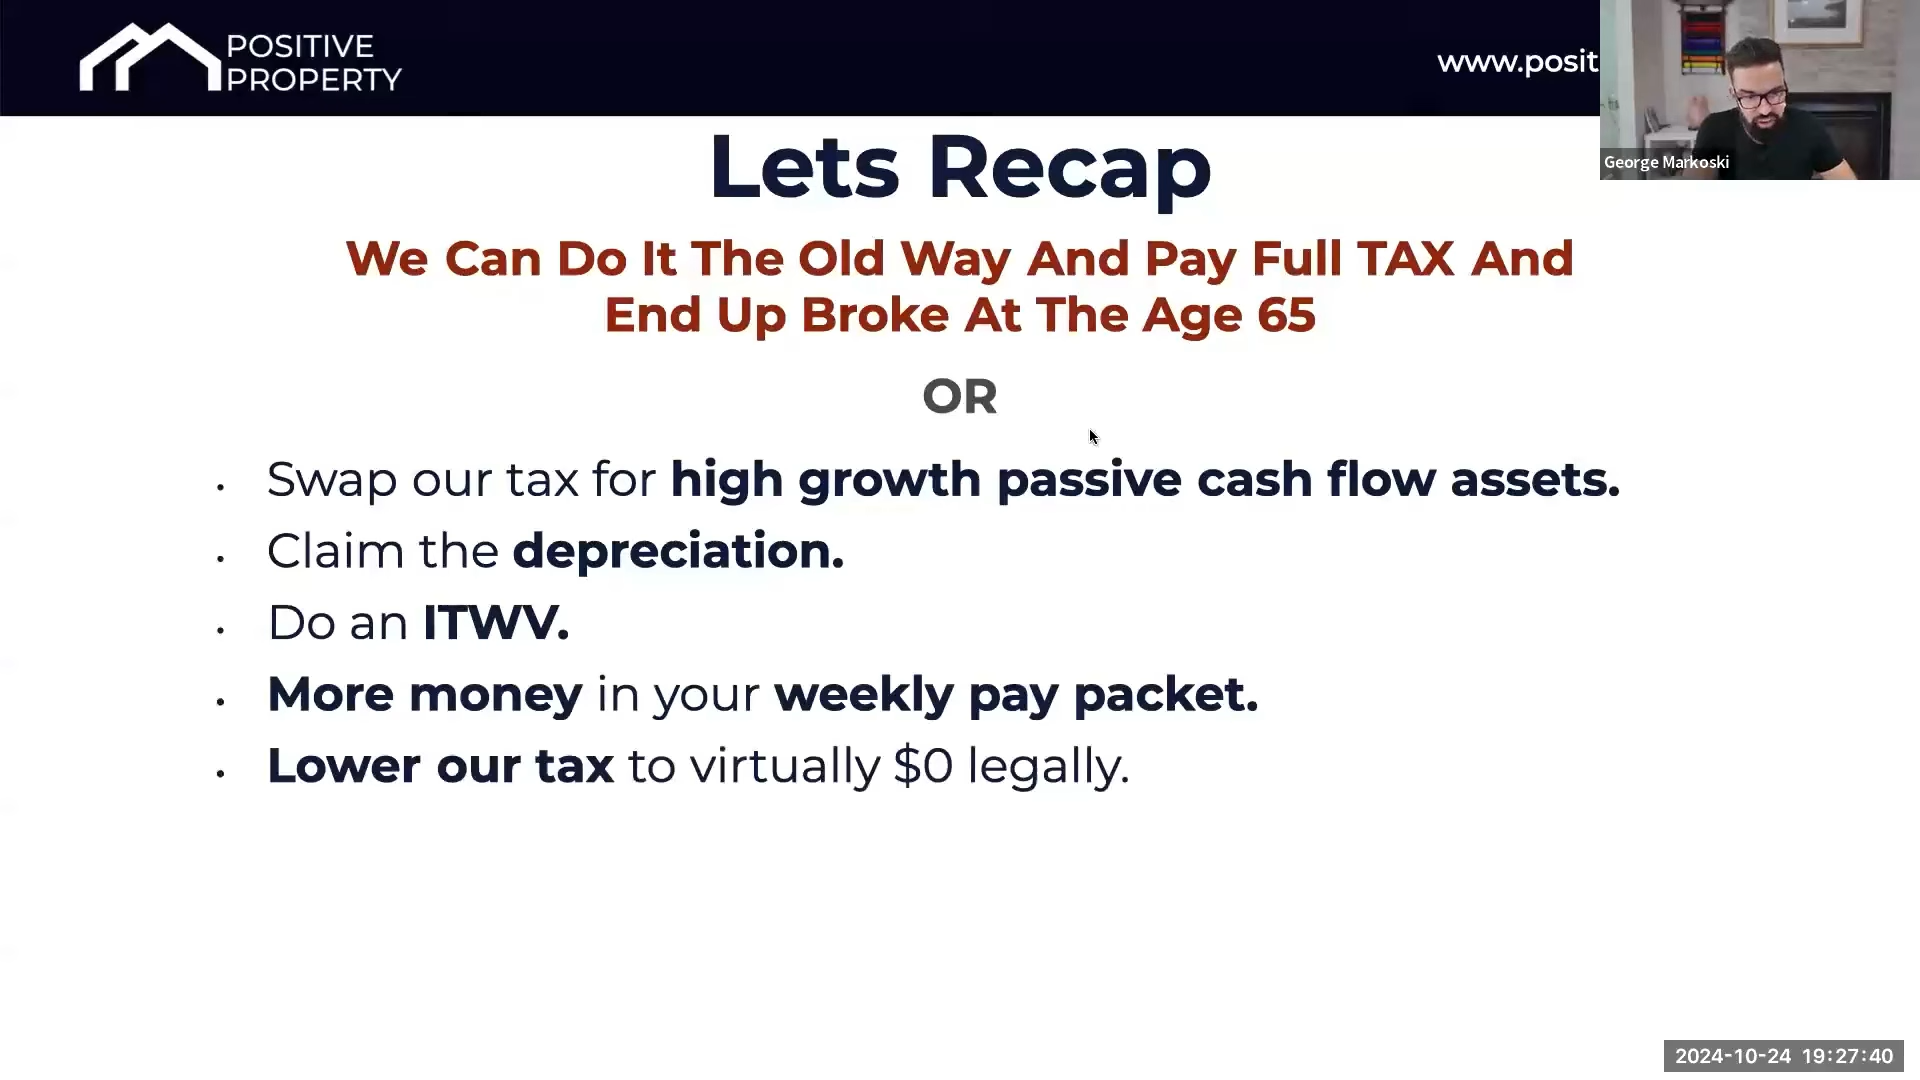 POSITIVE
PROPERTY
www.posit
George Markoski
Lets Recap
We Can Do It The Old Way And Pay Full TAX And
End Up Broke At The Age 65
OR
• Swap our tax for high growth passive cash flow assets.
• Claim the depreciation.
• Do an ITWV.
• More money in your weekly pay packet.
• Lower our tax to virtually $0 legally.
2024-10-24 19:27:40